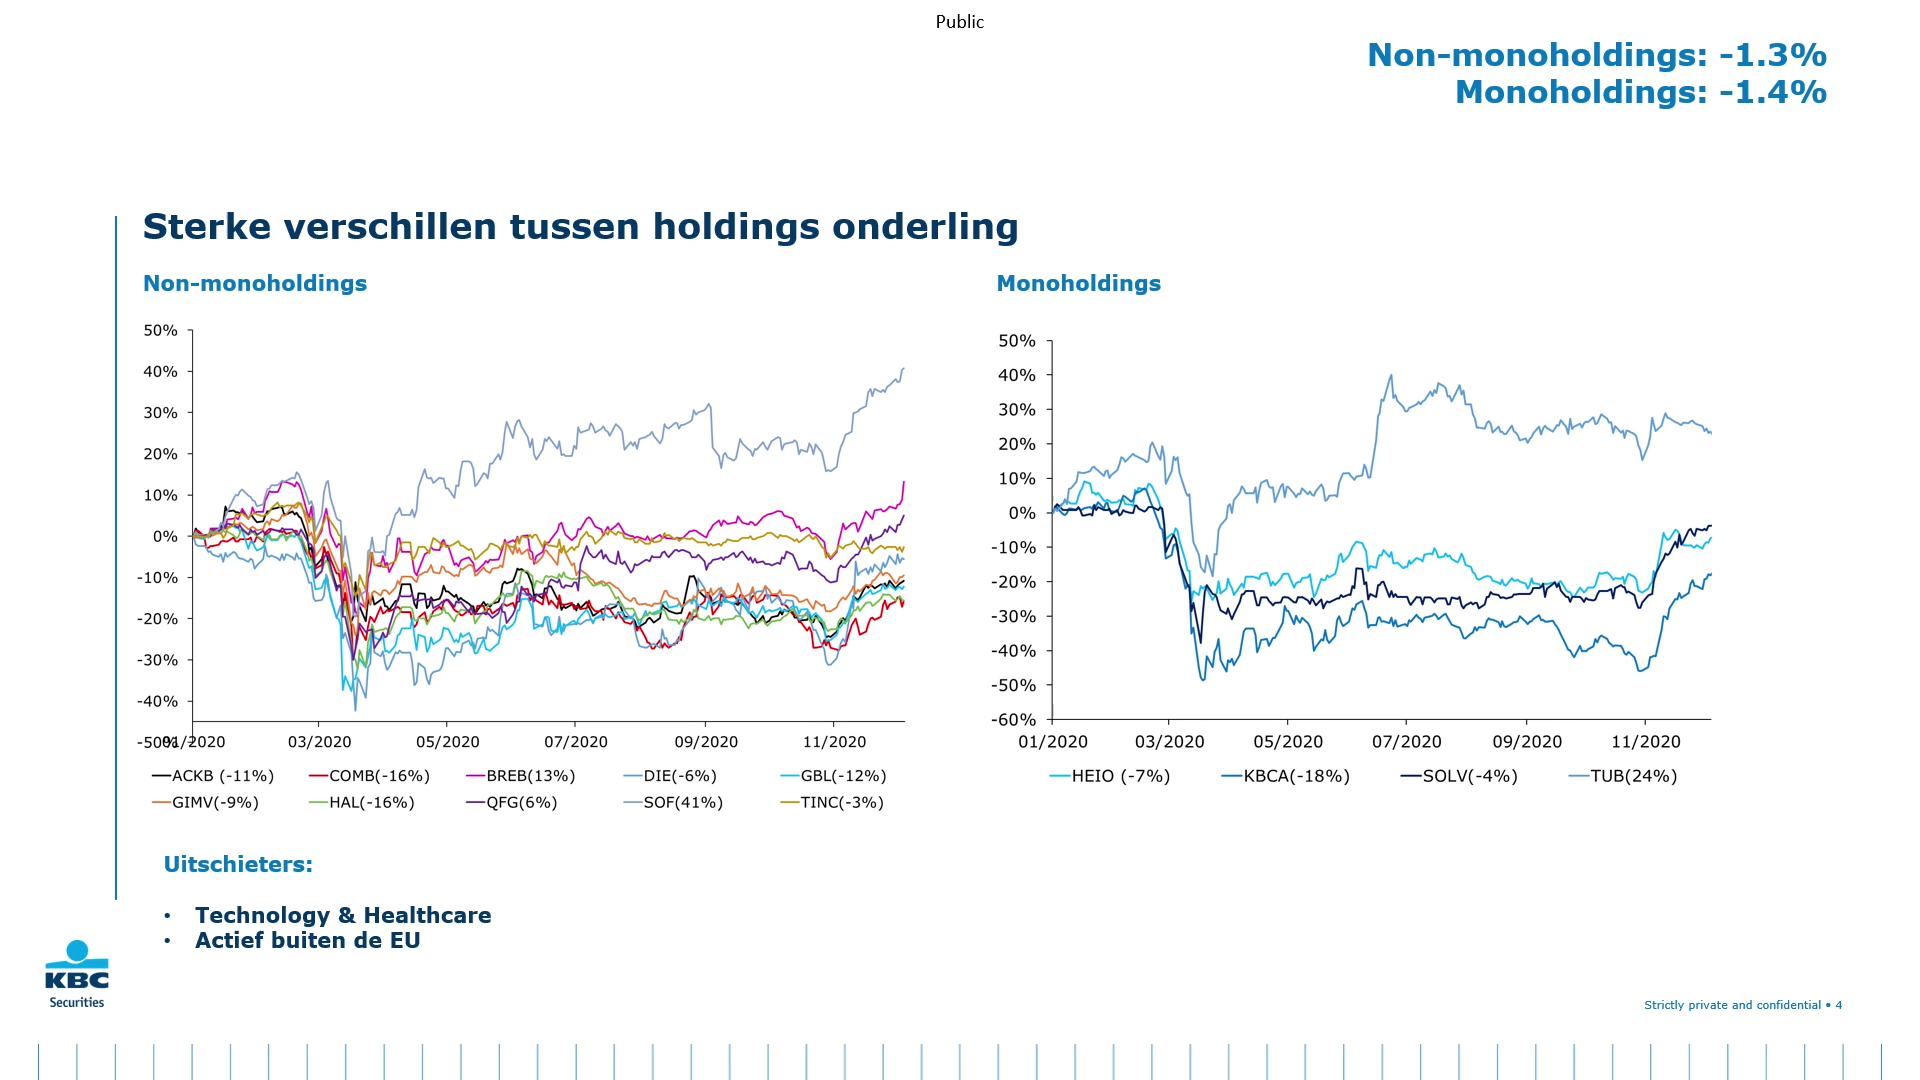 Public
Non-monoholdings: -1.3%
Monoholdings: -1.4%
Sterke verschillen tussen holdings onderling
Non-monoholdings
50%
40%
30%
20%
10%
0%
-10%
-20%
-30%
-40%
-50%
01/2020 03/2020 05/2020 07/2020 09/2020 11/2020
ACKB (-11%) COMB(-16%) BREB(13%) DIE(-6%) GBL(-12%)
GIMV(-9%) HAL(-16%) QFG(6%) SOF(41%) TINC(-3%)
Monoholdings
50%
40%
30%
20%
10%
0%
-10%
-20%
-30%
-40%
-50%
-60%
01/2020 03/2020 05/2020 07/2020 09/2020 11/2020
HEIO (-7%) KBCA(-18%) SOLV(-4%) TUB(24%)
Uitschieters:
• Technology & Healthcare
• Actief buiten de EU
KBC
Securities
Strictly private and confidential • 4